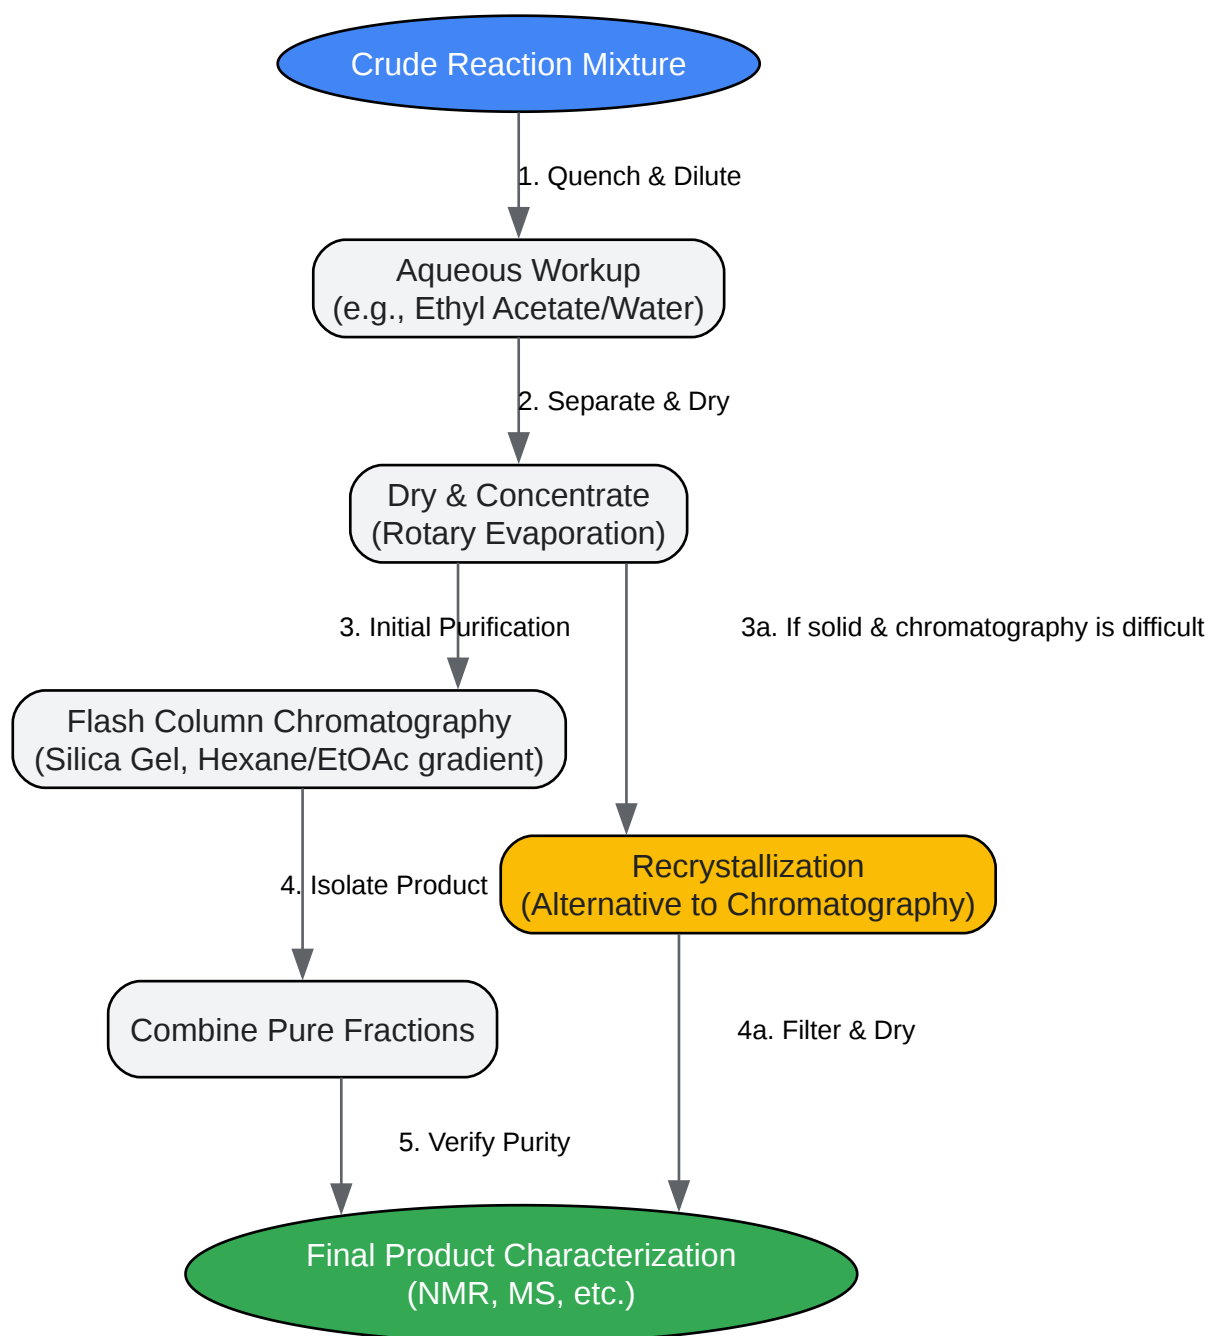 Crude Reaction Mixture
1. Quench & Dilute
Aqueous Workup
(e.g., Ethyl Acetate/Water)
2. Separate & Dry
Dry & Concentrate
(Rotary Evaporation)
3. Initial Purification
3a. If solid & chromatography is difficult
Flash Column Chromatography
(Silica Gel, Hexane/EtOAc gradient)
4. Isolate Product
Recrystallization
(Alternative to Chromatography)
Combine Pure Fractions
4a. Filter & Dry
5. Verify Purity
Final Product Characterization
(NMR, MS, etc.)